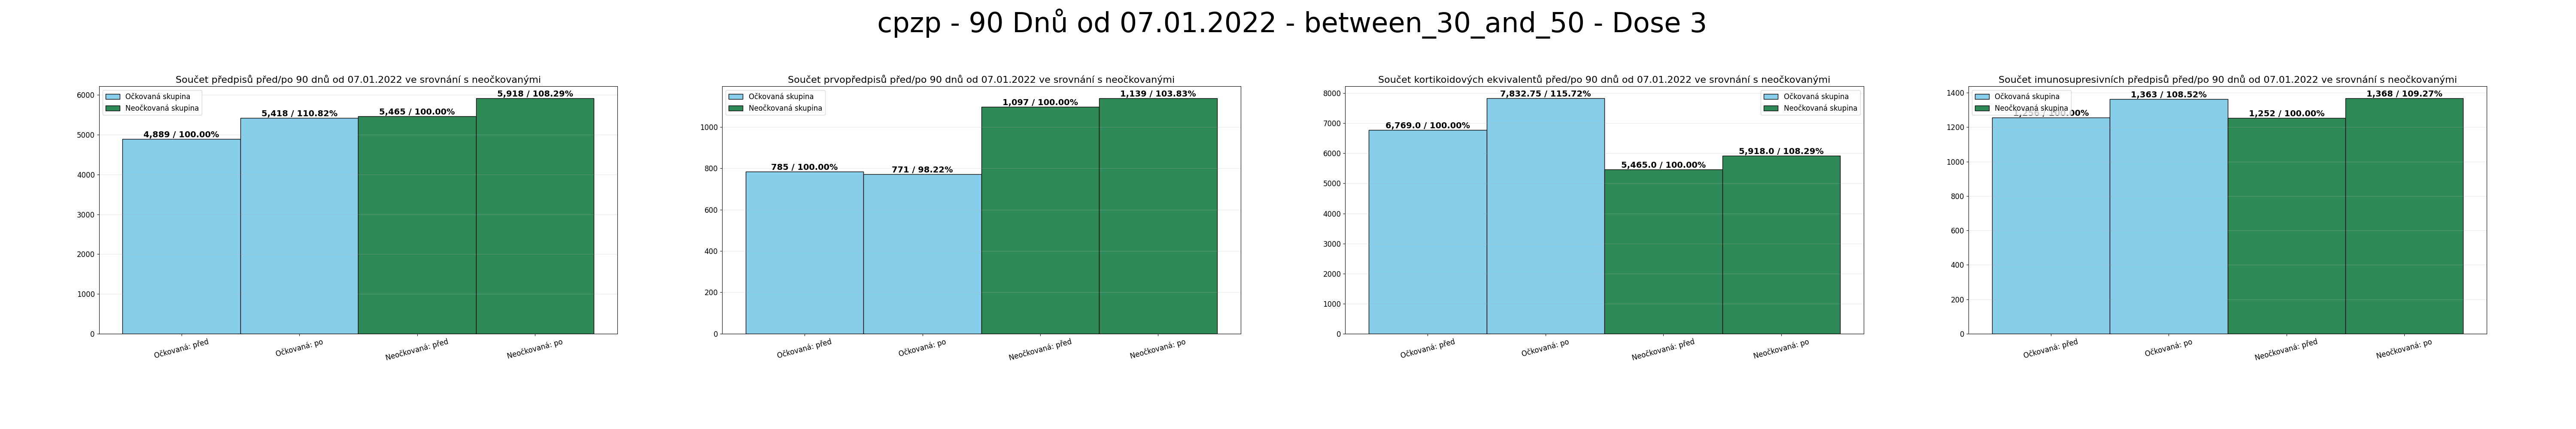 cpzp - 90 Dnů od 07.01.2022 - between_30_and_50 - Dose 3
Součet předpisů před/po 90 dnů od 07.01.2022 ve srovnání s neočkovanými
Očkovaná skupina
Neočkovaná skupina
4,889 / 100.00%
5,418 / 110.82%
5,465 / 100.00%
5,918 / 108.29%
6000
5000
4000
3000
2000
1000
0
Očkovaná: před
Očkovaná: po
Neočkovaná: před
Neočkovaná: po
Součet prvopředpisů před/po 90 dnů od 07.01.2022 ve srovnání s neočkovanými
Očkovaná skupina
Neočkovaná skupina
785 / 100.00%
771 / 98.22%
1,097 / 100.00%
1,139 / 103.83%
1000
800
600
400
200
0
Očkovaná: před
Očkovaná: po
Neočkovaná: před
Neočkovaná: po
Součet kortikoidových ekvivalentů před/po 90 dnů od 07.01.2022 ve srovnání s neočkovanými
Očkovaná skupina
Neočkovaná skupina
6,769.0 / 100.00%
7,832.75 / 115.72%
5,465.0 / 100.00%
5,918.0 / 108.29%
8000
7000
6000
5000
4000
3000
2000
1000
0
Očkovaná: před
Očkovaná: po
Neočkovaná: před
Neočkovaná: po
Součet imunosupresivních předpisů před/po 90 dnů od 07.01.2022 ve srovnání s neočkovanými
Očkovaná skupina
Neočkovaná skupina
1,256 / 100.00%
1,363 / 108.52%
1,252 / 100.00%
1,368 / 109.27%
1400
1200
1000
800
600
400
200
0
Očkovaná: před
Očkovaná: po
Neočkovaná: před
Neočkovaná: po